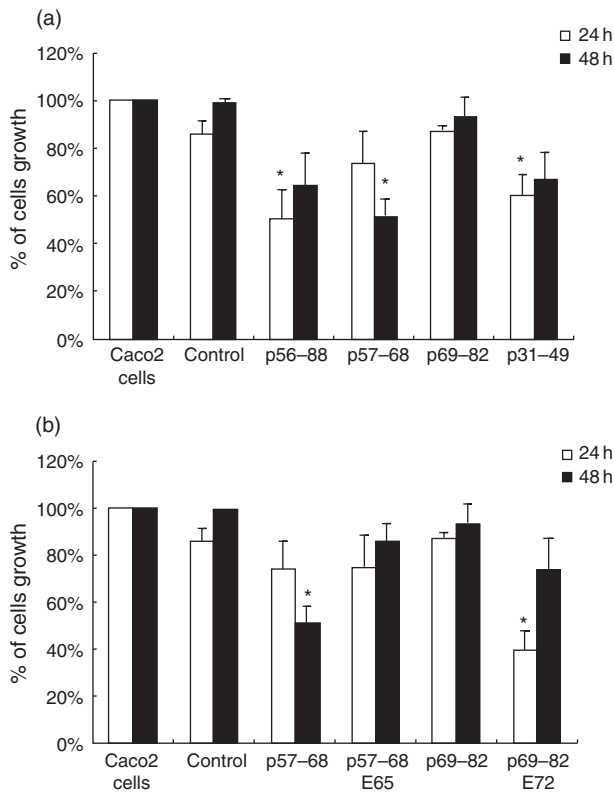 (a)
24 h
48 h
120%
100%
80%
60%
40%
20%
0%
% of cells growth
* * *
Caco2 cells
Control
p56–88
p57–68
p69–82
p31–49
(b)
24 h
48 h
120%
100%
80%
60%
40%
20%
0%
% of cells growth
* *
Caco2 cells
Control
p57–68
p57–68 E65
p69–82
p69–82 E72